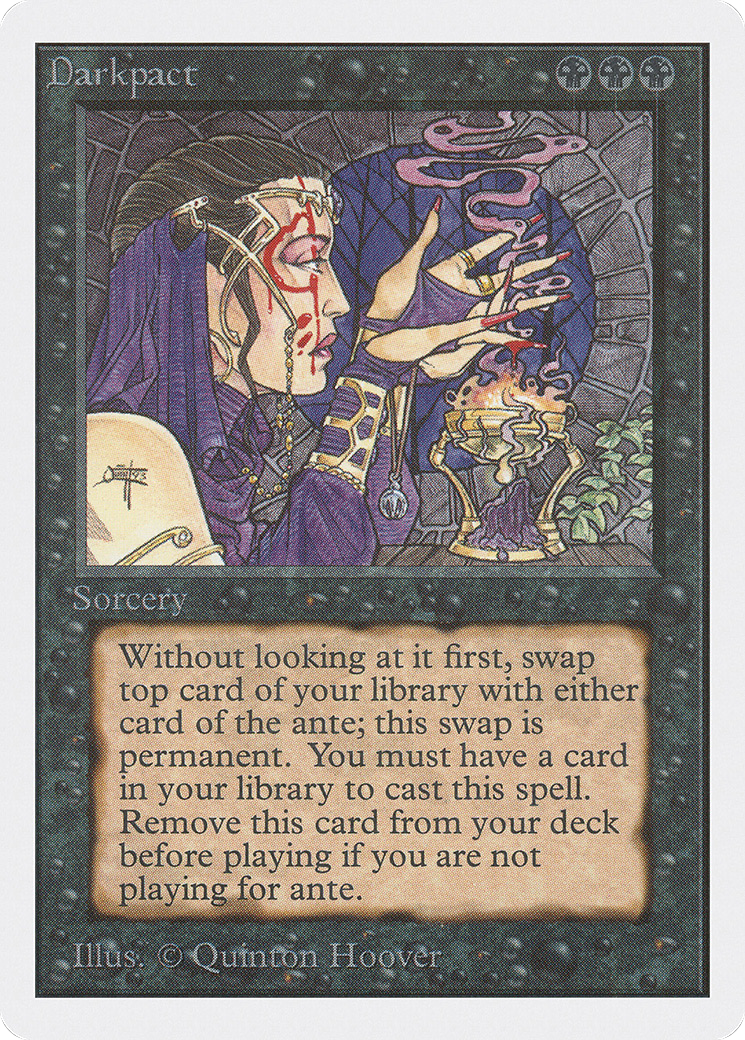 Darkpact
Sorcery
Without looking at it first, swap
top card of your library with either
card of the ante; this swap is
permanent.  You must have a card
in your library to cast this spell.
Remove this card from your deck
before playing if you are not
playing for ante.
Illus. © Quinton Hoover